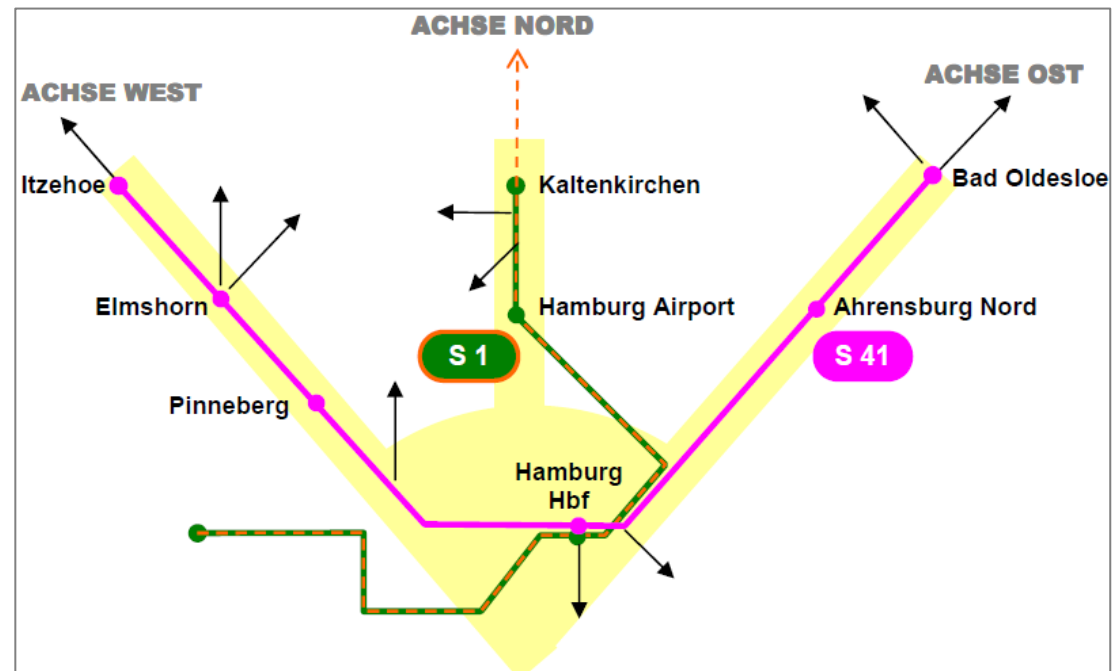 ACHSE NORD
ACHSE WEST
ACHSE OST
Itzehoe
Kaltenkirchen
Bad Oldesloe
Elmshorn
Hamburg Airport
Ahrensburg Nord
S 1
S 41
Pinneberg
Hamburg
Hbf